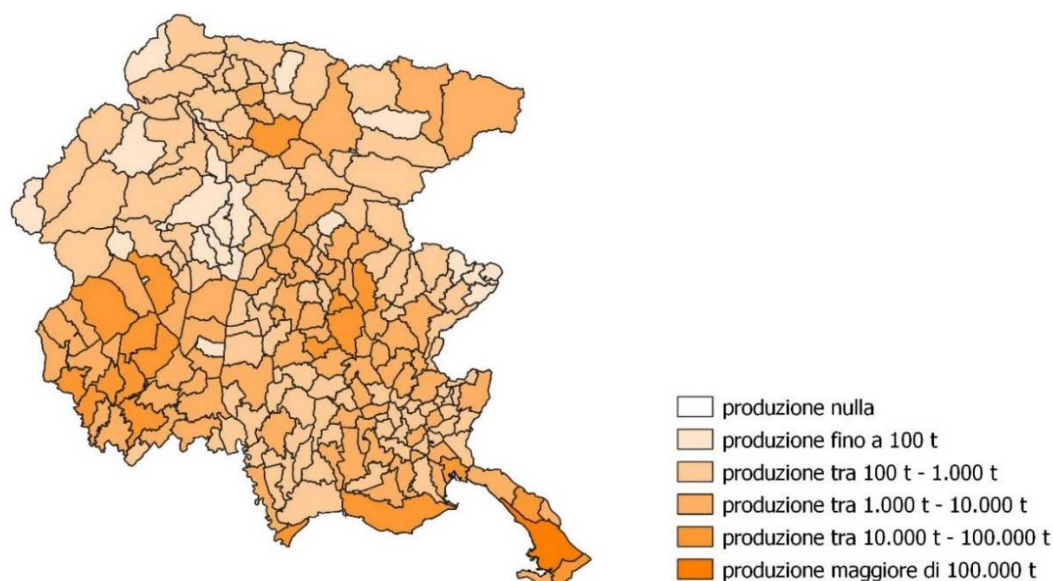 produzione nulla
produzione fino a 100 t
produzione tra 100 t - 1.000 t
produzione tra 1.000 t - 10.000 t
produzione tra 10.000 t - 100.000 t
produzione maggiore di 100.000 t